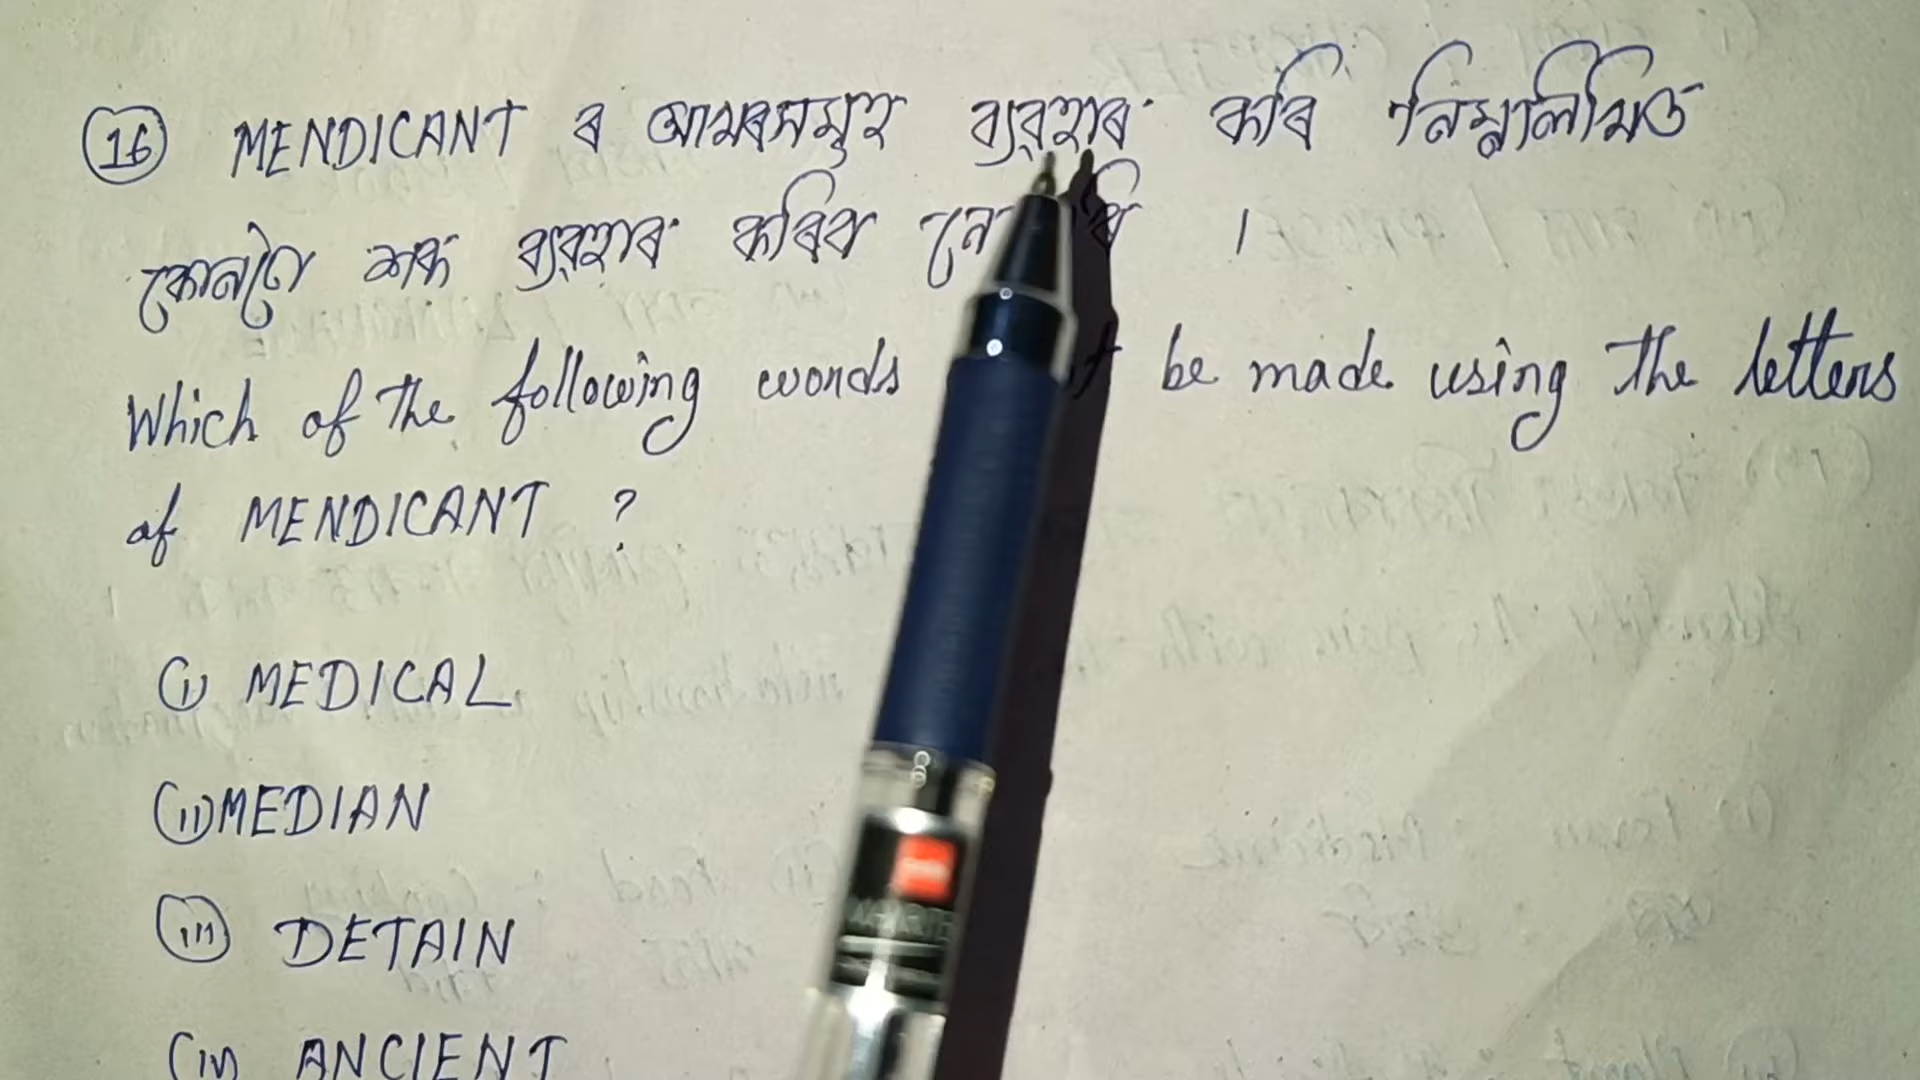 16 MENDICANT ৰ আখৰসমূহ ব্যৱহাৰ কৰি নিম্নলিখিত
কোনটো শব্দ ব্যৱহাৰ কৰিব ।
Which of the following words be made using the letters
of MENDICANT ?
(i) MEDICAL
(ii) MEDIAN
(iii) DETAIN
(iv) ANCIENT